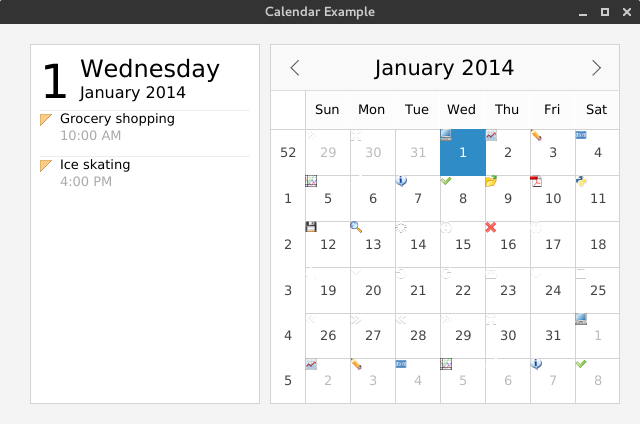 Calendar Example
1 Wednesday
January 2014
Grocery shopping
10:00 AM
Ice skating
4:00 PM
January 2014
Sun Mon Tue Wed Thu Fri Sat
52 29 30 31 1 2 3 4
1 5 6 7 8 9 10 11
2 12 13 14 15 16 17 18
3 19 20 21 22 23 24 25
4 26 27 28 29 30 31 1
5 2 3 4 5 6 7 8